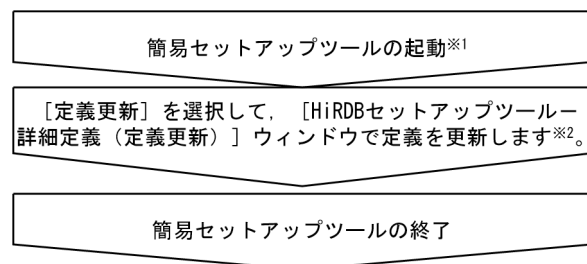 簡易セットアップツールの起動※1
［定義更新］を選択して，［HiRDBセットアップツール－
詳細定義（定義更新）］ウィンドウで定義を更新します※2。
簡易セットアップツールの終了